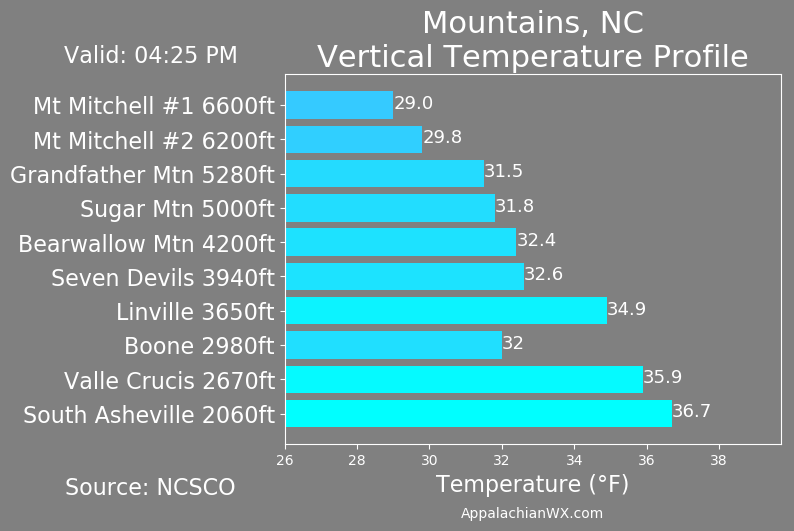 Mountains, NC
Vertical Temperature Profile
Valid: 04:25 PM
Mt Mitchell #1 6600ft 29.0
Mt Mitchell #2 6200ft 29.8
Grandfather Mtn 5280ft 31.5
Sugar Mtn 5000ft 31.8
Bearwallow Mtn 4200ft 32.4
Seven Devils 3940ft 32.6
Linville 3650ft 34.9
Boone 2980ft 32
Valle Crucis 2670ft 35.9
South Asheville 2060ft 36.7
26 28 30 32 34 36 38
Temperature (°F)
Source: NCSCO
AppalachianWX.com